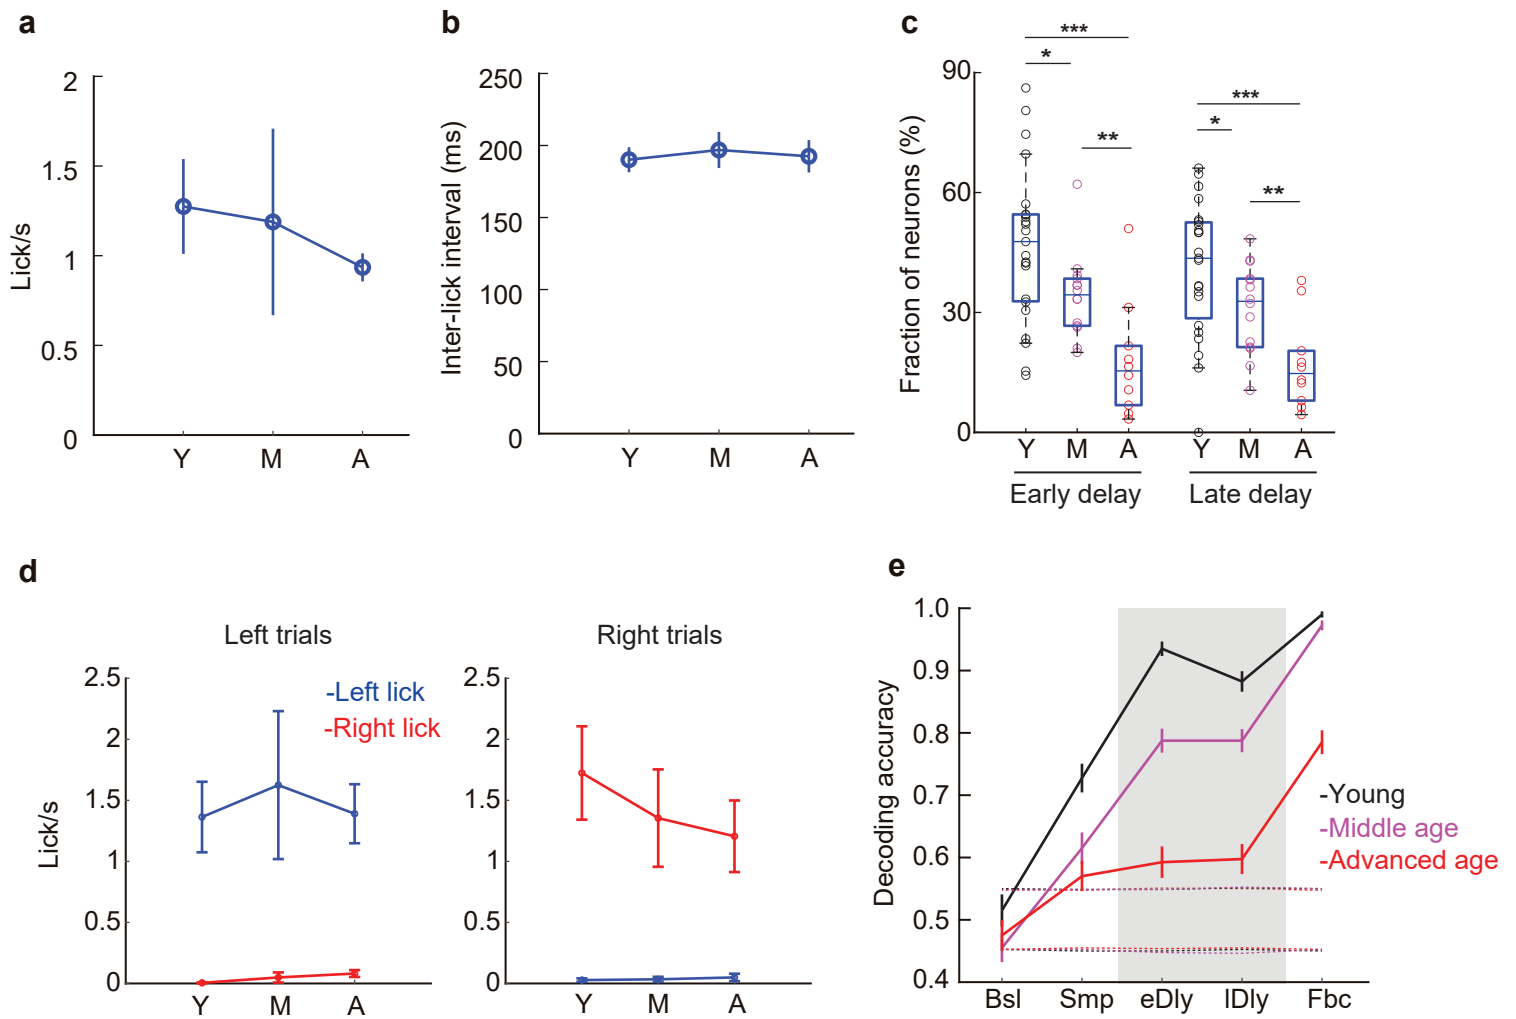 a
2
1.5
1
0.5
0
Lick/s
Y M A
b
250
200
150
100
50
0
Inter-lick interval (ms)
Y M A
c
90
60
30
0
Fraction of neurons (%)
***
*
**
***
*
**
Y M A Y M A
Early delay Late delay
d
Left trials
2.5
2
1.5
1
0.5
0
Lick/s
-Left lick
-Right lick
Y M A
Right trials
2.5
2
1.5
1
0.5
0
Y M A
e
1.0
0.9
0.8
0.7
0.6
0.5
0.4
Decoding accuracy
-Young
-Middle age
-Advanced age
Bsl Smp eDly lDly Fbc